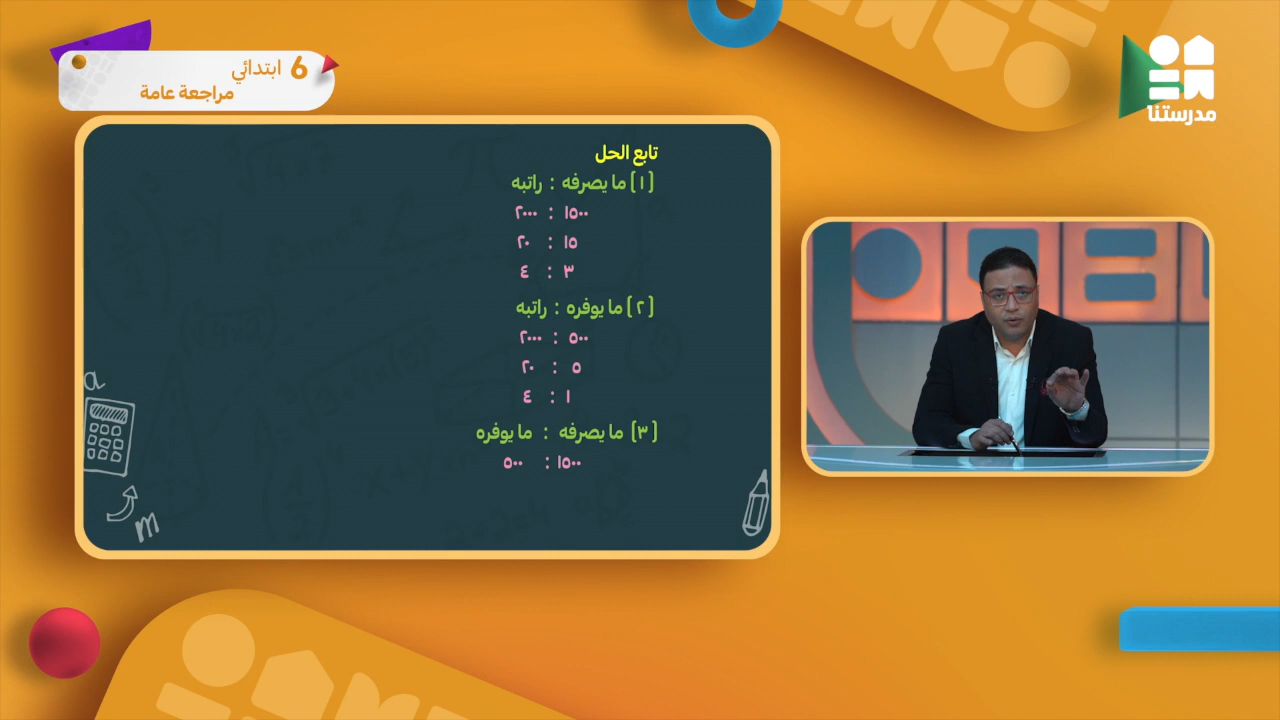 6 ابتدائي
مراجعة عامة
مدرستنا
تابع الحل
(١) ما يصرفه : راتبه
١٥٠٠ : ٢٠٠٠
١٥ : ٢٠
٣ : ٤
(٢) ما يوفره : راتبه
٥٠٠ : ٢٠٠٠
٥ : ٢٠
١ : ٤
(٣) ما يصرفه : ما يوفره
١٥٠٠ : ٥٠٠
a
m